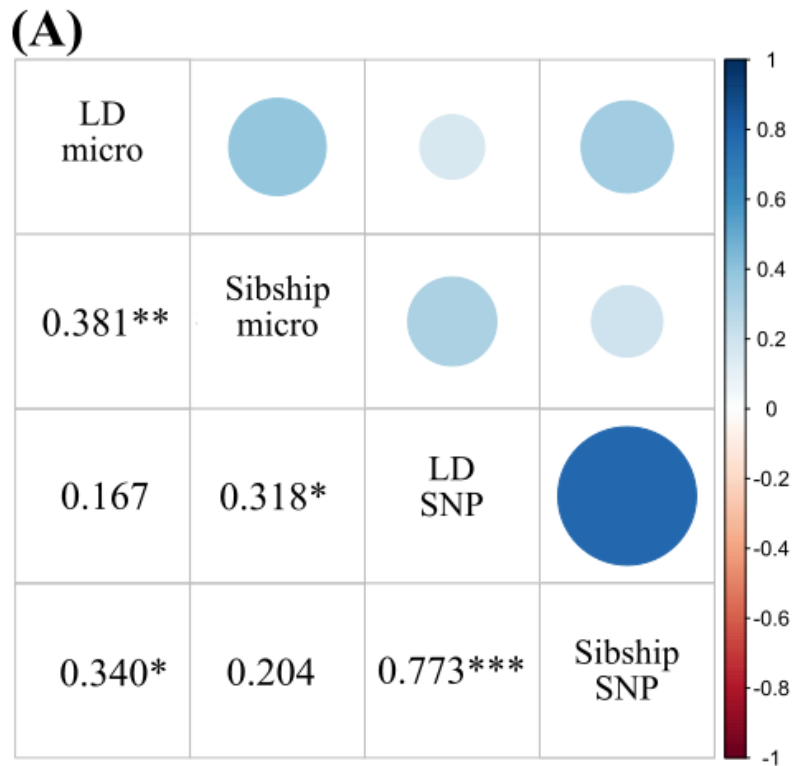 (A)
LD
micro
0.381**
Sibship
micro
0.167
0.318*
LD
SNP
0.340*
0.204
0.773***
Sibship
SNP
1
0.8
0.6
0.4
0.2
0
-0.2
-0.4
-0.6
-0.8
-1